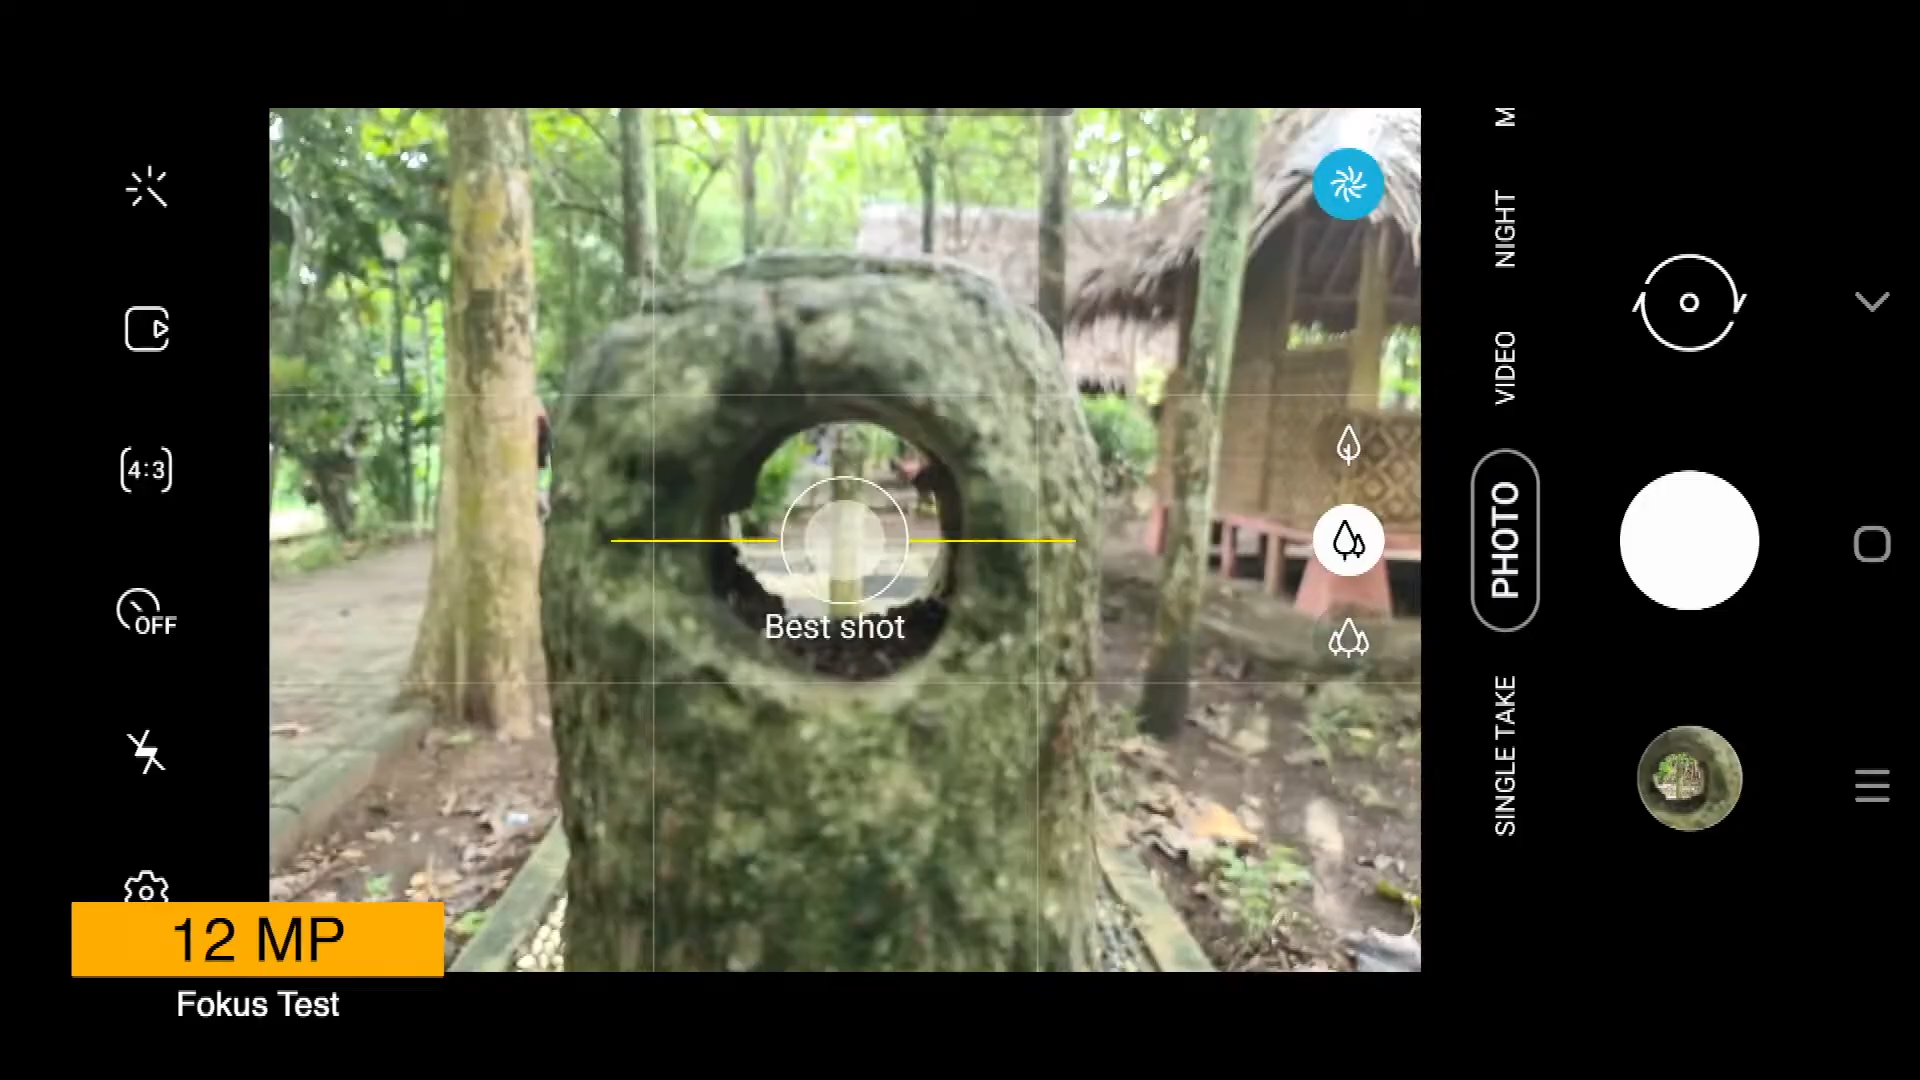 4:3
OFF
Best shot
M
NIGHT
VIDEO
PHOTO
SINGLE TAKE
12 MP
Fokus Test